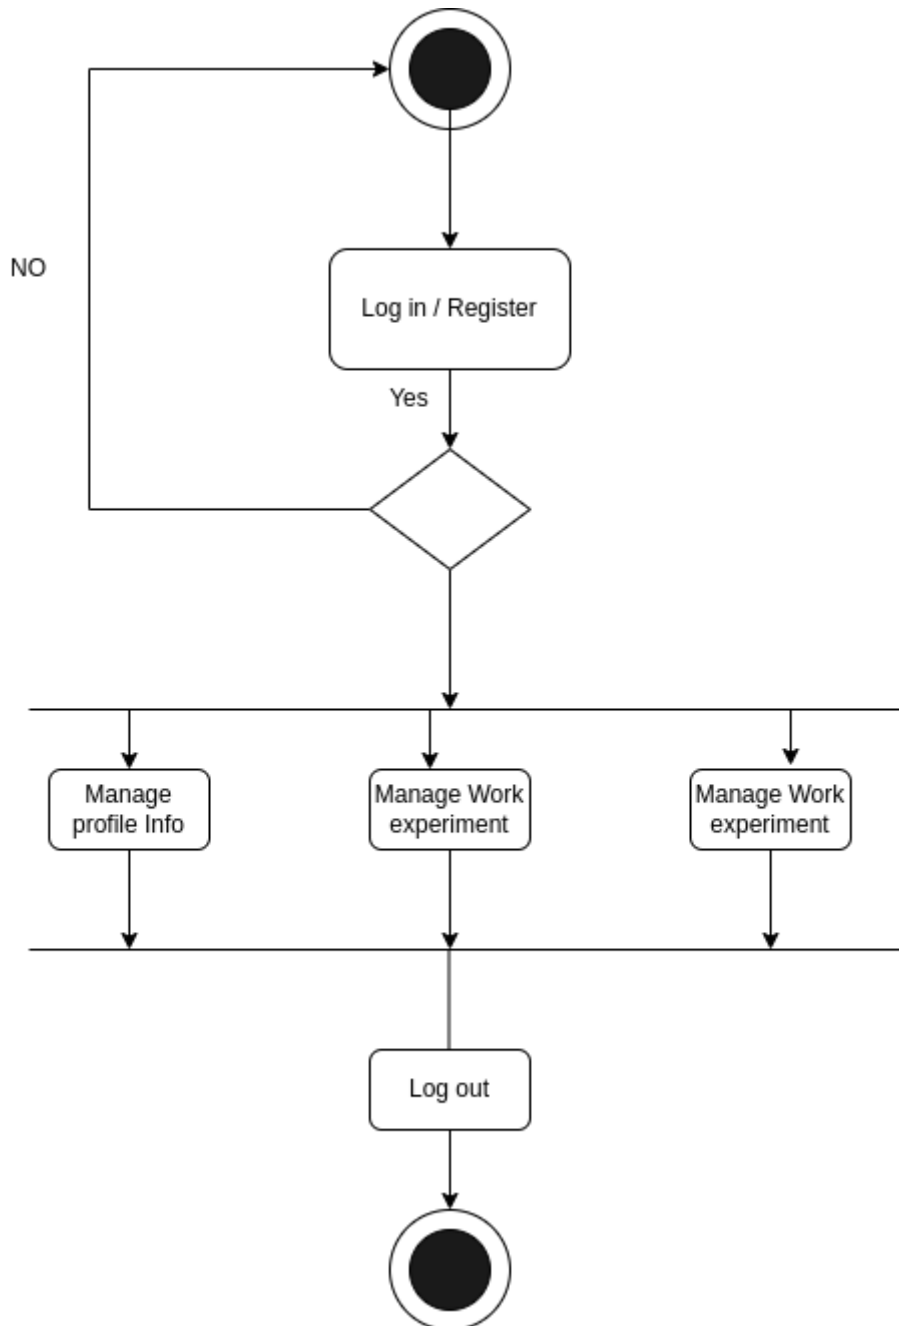 NO
Log in / Register
Yes
Manage
profile Info
Manage Work
experiment
Manage Work
experiment
Log out